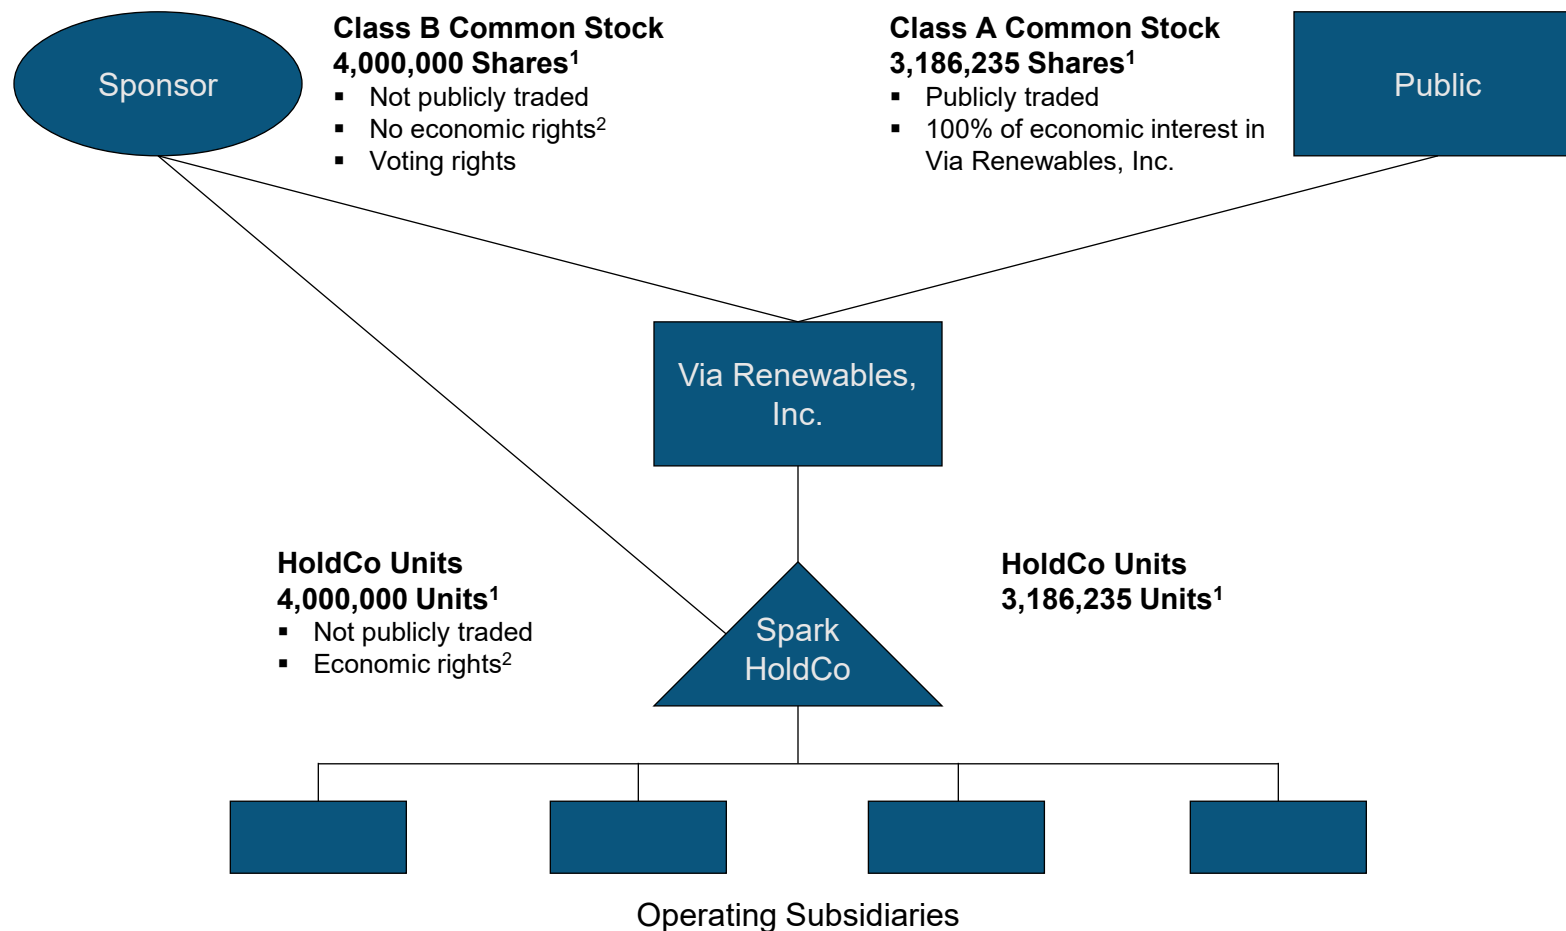 Sponsor
Class B Common Stock
4,000,000 Shares¹
▪ Not publicly traded
▪ No economic rights²
▪ Voting rights
Class A Common Stock
3,186,235 Shares¹
▪ Publicly traded
▪ 100% of economic interest in
Via Renewables, Inc.
Public
Via Renewables,
Inc.
HoldCo Units
4,000,000 Units¹
▪ Not publicly traded
▪ Economic rights²
Spark
HoldCo
HoldCo Units
3,186,235 Units¹
Operating Subsidiaries